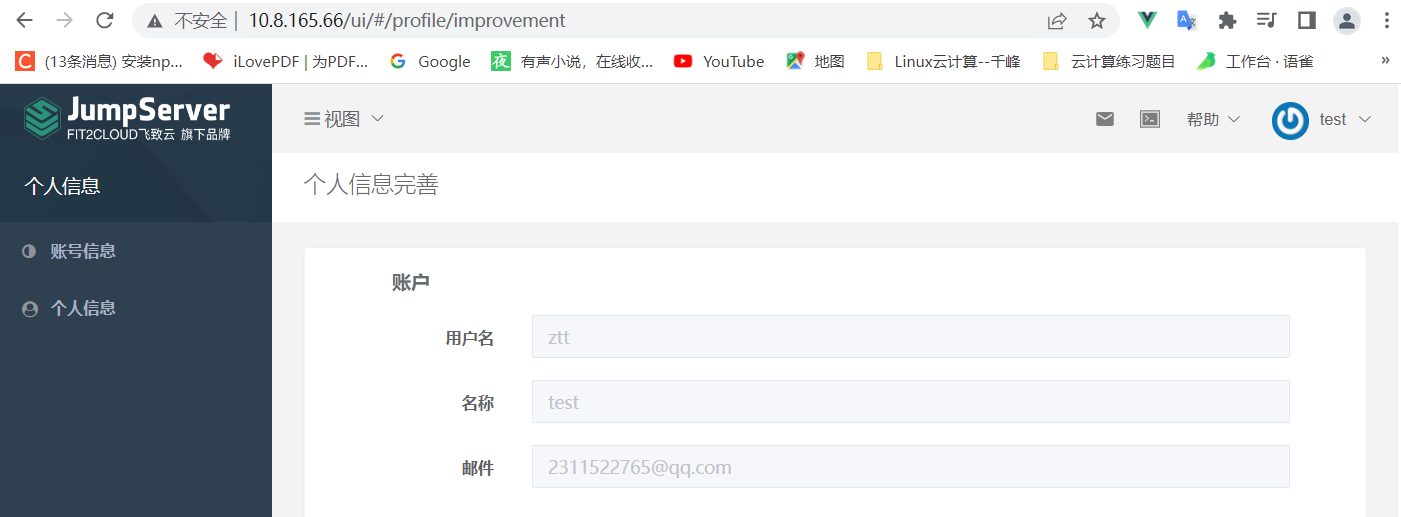 不安全 | 10.8.165.66/ui/#/profile/improvement
(13条消息) 安装np... iLovePDF | 为PDF... Google 有声小说，在线收... YouTube 地图 Linux云计算--千峰 云计算练习题目 工作台 · 语雀 »
JumpServer
FIT2CLOUD飞致云 旗下品牌
视图 帮助 test
个人信息
个人信息完善
账号信息
个人信息
账户
用户名 ztt
名称 test
邮件 2311522765@qq.com